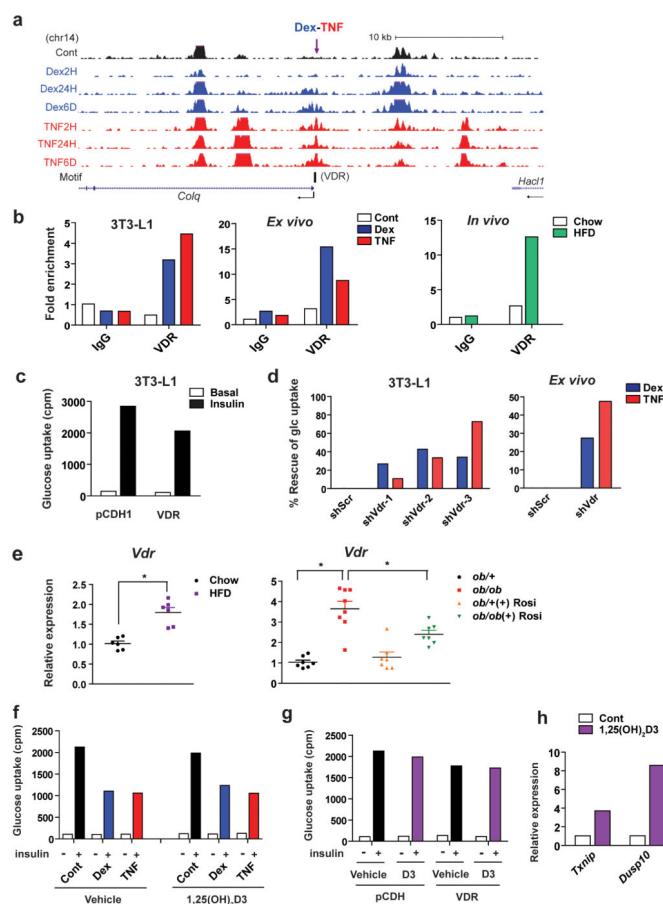 a
Dex-TNF
(chr14)
10 kb
Cont
Dex2H
Dex24H
Dex6D
TNF2H
TNF24H
TNF6D
Motif
(VDR)
Colq
Hacl1
b
3T3-L1
Ex vivo
In vivo
Cont
Dex
TNF
Chow
HFD
Fold enrichment
5
4
3
2
1
0
20
15
10
5
0
15
10
5
0
IgG
VDR
IgG
VDR
IgG
VDR
c
3T3-L1
Basal
Insulin
Glucose uptake (cpm)
3000
2000
1000
0
pCDH1
VDR
d
3T3-L1
Ex vivo
Dex
TNF
% Rescue of glc uptake
100
80
60
40
20
0
50
40
30
20
10
0
shScr
shVdr-1
shVdr-2
shVdr-3
shScr
shVdr
e
Vdr
Chow
HFD
*
Relative expression
2.5
2.0
1.5
1.0
0.5
0.0
Vdr
*
*
5
4
3
2
1
0
ob/+
ob/ob
ob/+(+) Rosi
ob/ob(+) Rosi
f
Glucose uptake (cpm)
2500
2000
1500
1000
500
0
insulin
- + - + - + - + - + - +
Cont
Dex
TNF
Cont
Dex
TNF
Vehicle
1,25(OH)₂D3
g
Glucose uptake (cpm)
2500
2000
1500
1000
500
0
insulin
- + - + - + - +
Vehicle
D3
Vehicle
D3
pCDH
VDR
h
Cont
1,25(OH)₂D3
Relative expression
10
8
6
4
2
0
Txnip
Dusp10